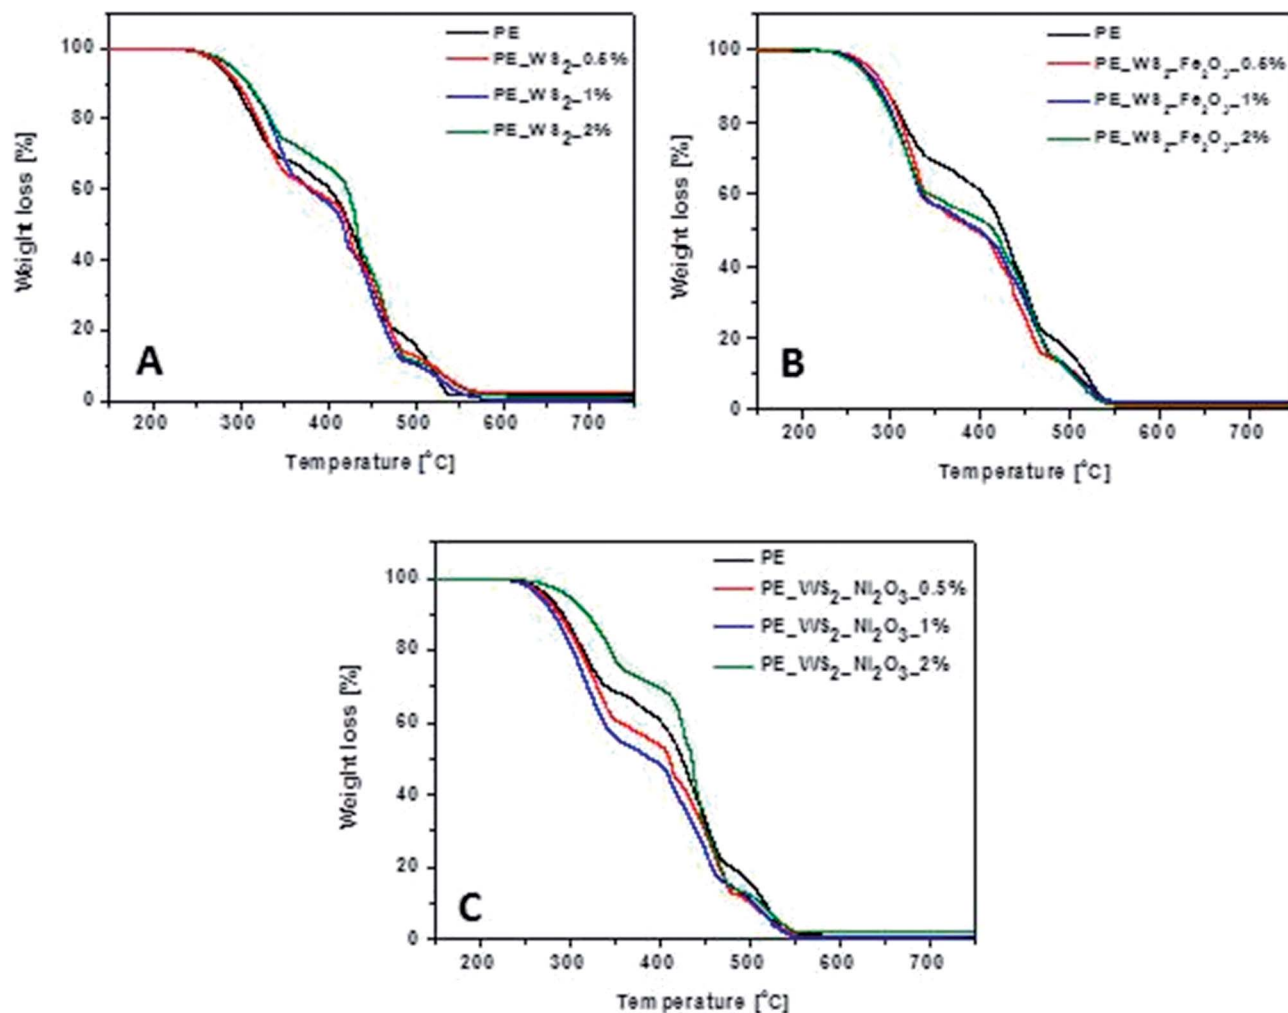 PE
PE_WS2_0.5%
PE_WS2_1%
PE_WS2_2%
100
80
60
40
20
0
Weight loss [%]
A
200 300 400 500 600 700
Temperature [°C]
PE
PE_WS2_Fe2O3_0.5%
PE_WS2_Fe2O3_1%
PE_WS2_Fe2O3_2%
100
80
60
40
20
0
Weight loss [%]
B
200 300 400 500 600 700
Temperature [°C]
PE
PE_WS2_Ni2O3_0.5%
PE_WS2_Ni2O3_1%
PE_WS2_Ni2O3_2%
100
80
60
40
20
0
Weight loss [%]
C
200 300 400 500 600 700
Temperature [°C]